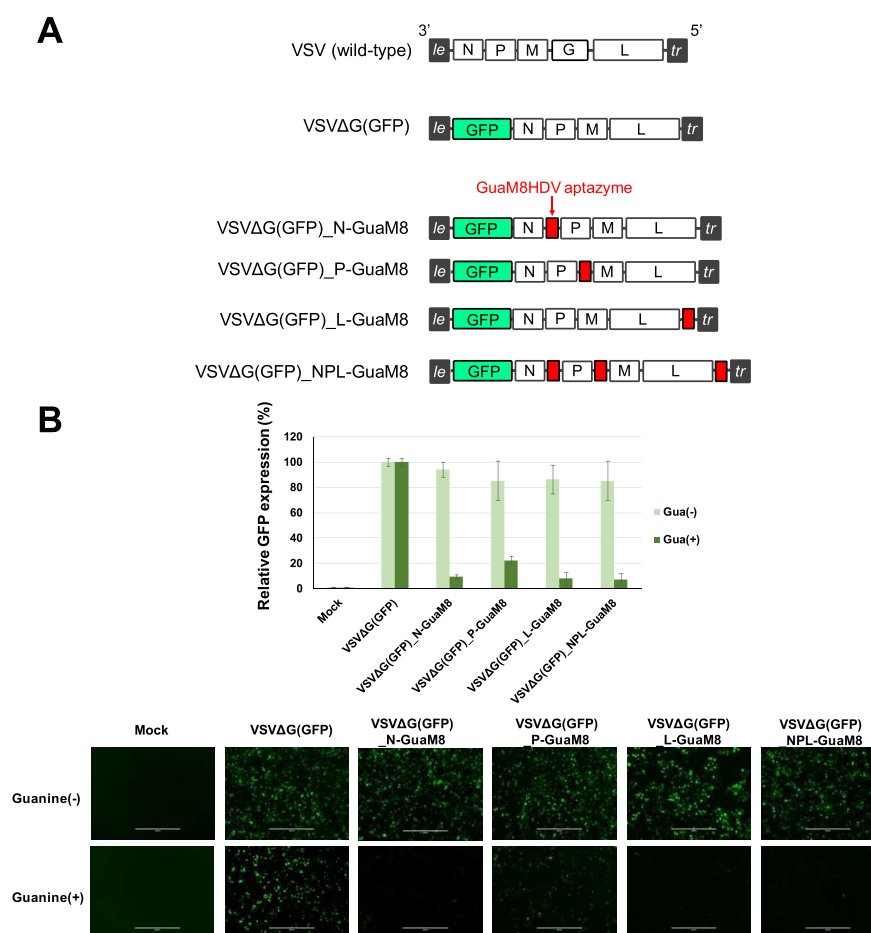 A
3’ 5’
VSV (wild-type) le N P M G L tr
VSVΔG(GFP) le GFP N P M L tr
GuaM8HDV aptazyme
VSVΔG(GFP)_N-GuaM8 le GFP N P M L tr
VSVΔG(GFP)_P-GuaM8 le GFP N P M L tr
VSVΔG(GFP)_L-GuaM8 le GFP N P M L tr
VSVΔG(GFP)_NPL-GuaM8 le GFP N P M L tr
B
Relative GFP expression (%)
120
100
80
60
40
20
0
Gua(-)
Gua(+)
Mock
VSVΔG(GFP)
VSVΔG(GFP)_N-GuaM8
VSVΔG(GFP)_P-GuaM8
VSVΔG(GFP)_L-GuaM8
VSVΔG(GFP)_NPL-GuaM8
Mock
VSVΔG(GFP)
VSVΔG(GFP)
_N-GuaM8
VSVΔG(GFP)
_P-GuaM8
VSVΔG(GFP)
_L-GuaM8
VSVΔG(GFP)
_NPL-GuaM8
Guanine(-)
Guanine(+)